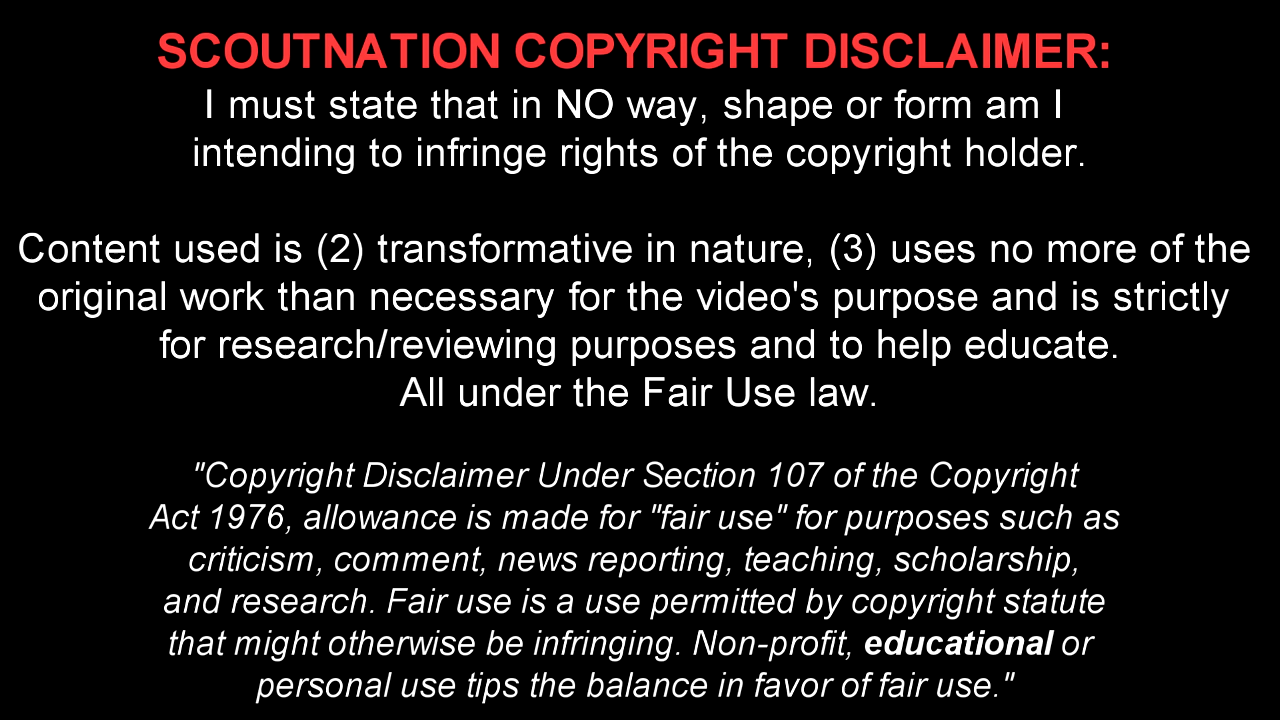 SCOUTNATION COPYRIGHT DISCLAIMER:
I must state that in NO way, shape or form am I
intending to infringe rights of the copyright holder.
Content used is (2) transformative in nature, (3) uses no more of the
original work than necessary for the video's purpose and is strictly
for research/reviewing purposes and to help educate.
All under the Fair Use law.
"Copyright Disclaimer Under Section 107 of the Copyright
Act 1976, allowance is made for "fair use" for purposes such as
criticism, comment, news reporting, teaching, scholarship,
and research. Fair use is a use permitted by copyright statute
that might otherwise be infringing. Non-profit, educational or
personal use tips the balance in favor of fair use."